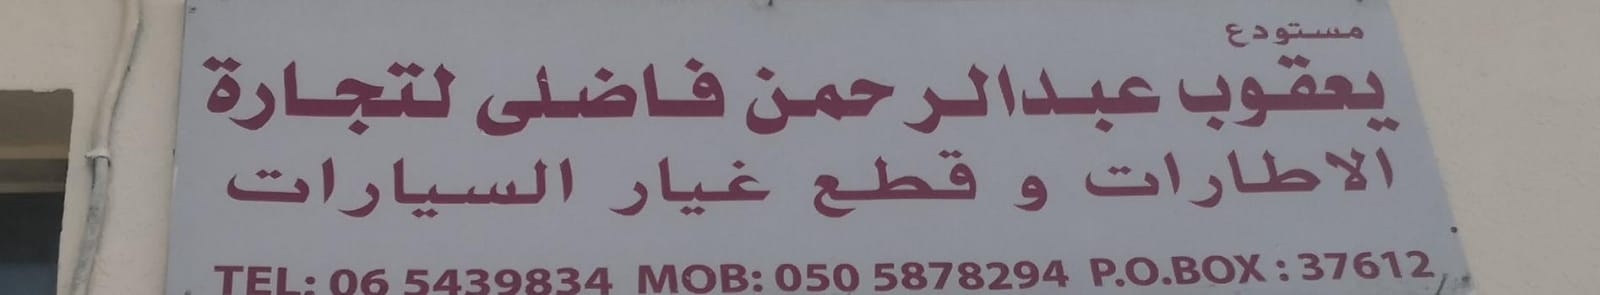 مستودع
يعقوب عبدالرحمن فاضلى لتجارة
الاطارات و قطع غيار السيارات
TEL: 06 5439834 MOB: 050 5878294 P.O.BOX : 37612,